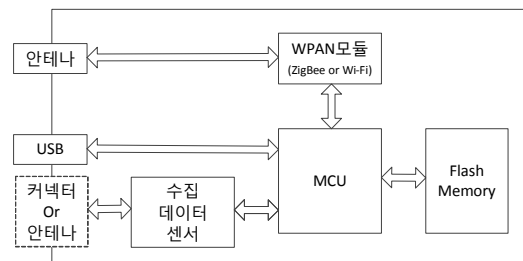 안테나
WPAN모듈
(ZigBee or Wi-Fi)
USB
MCU
Flash
Memory
커넥터
Or
안테나
수집
데이터
센서